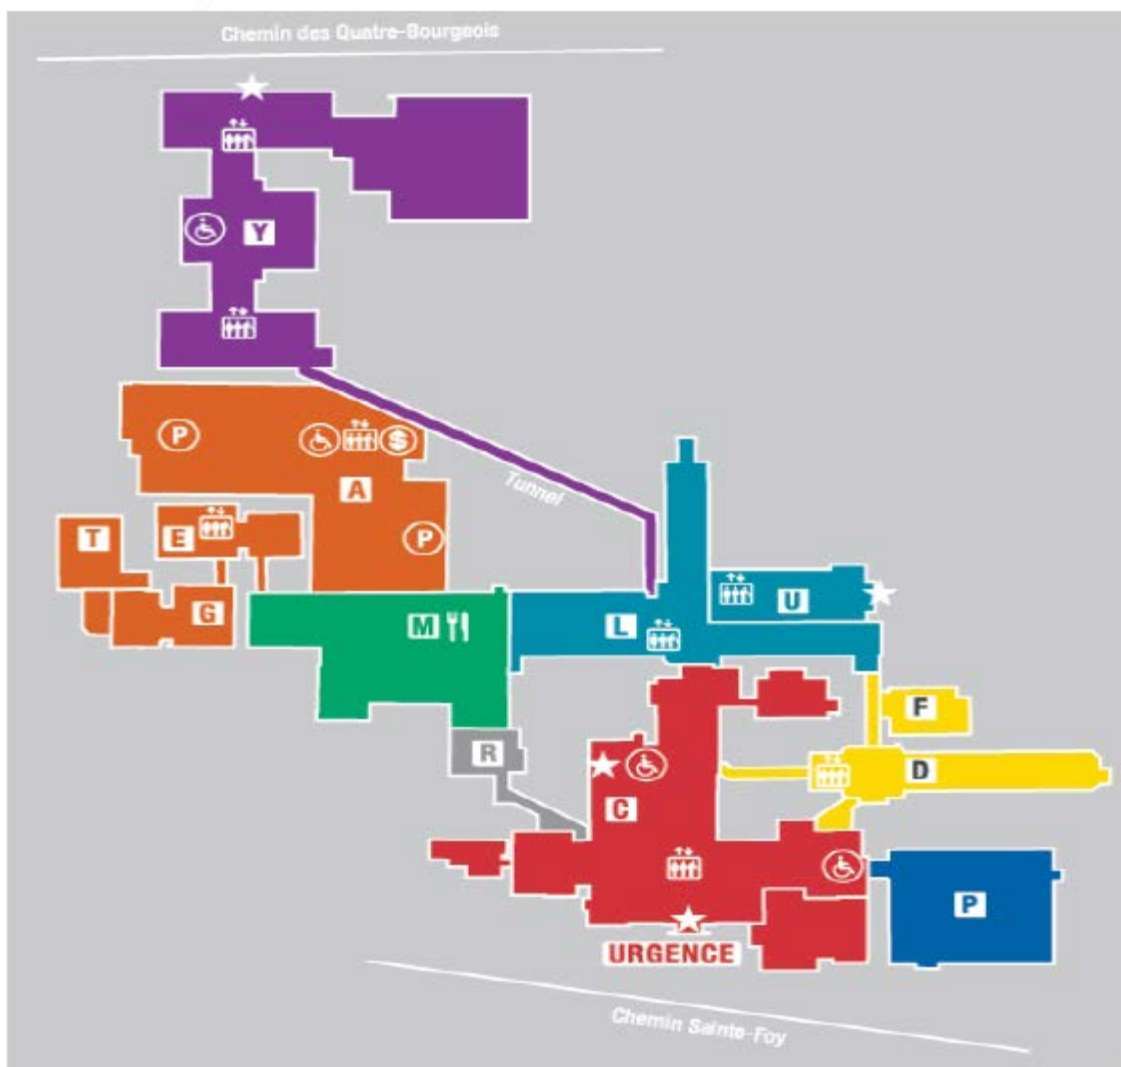 Chemin des Quatre-Bourgeois
Y
P
$
A
Tunnel
P
T
E
G
M
L
U
F
R
D
C
P
URGENCE
Chemin Sainte-Foy